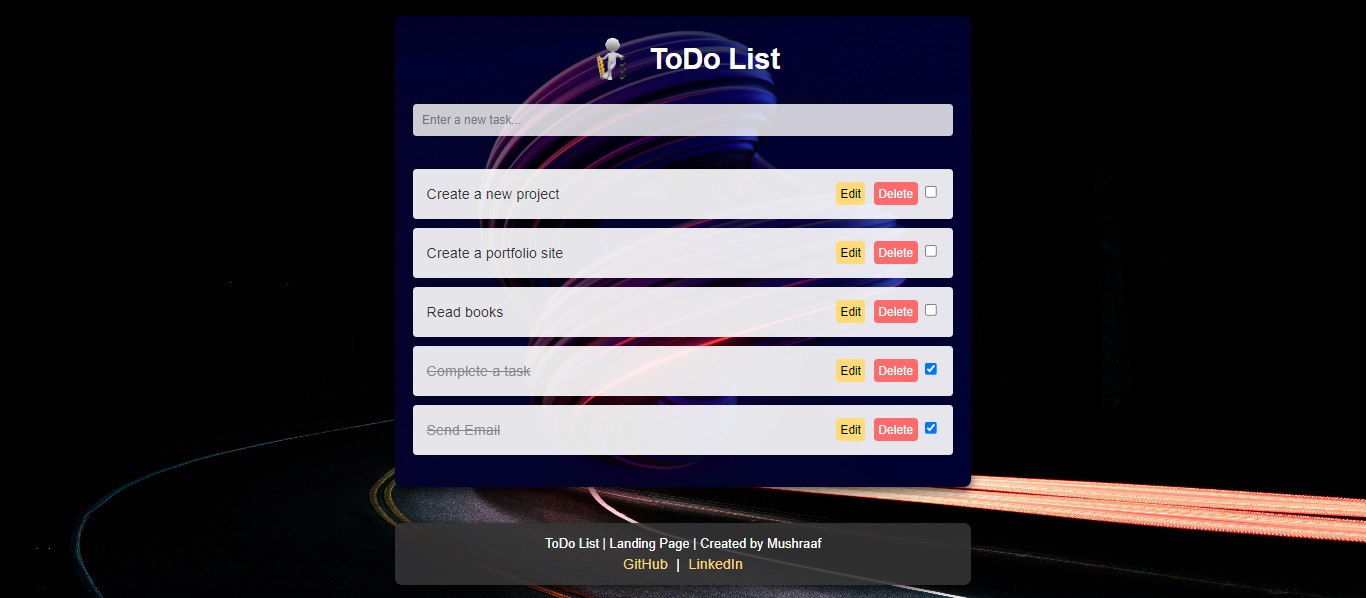 ToDo List
Enter a new task...
Create a new project Edit Delete
Create a portfolio site Edit Delete
Read books Edit Delete
Complete a task Edit Delete
Send Email Edit Delete
ToDo List | Landing Page | Created by Mushraaf
GitHub | LinkedIn